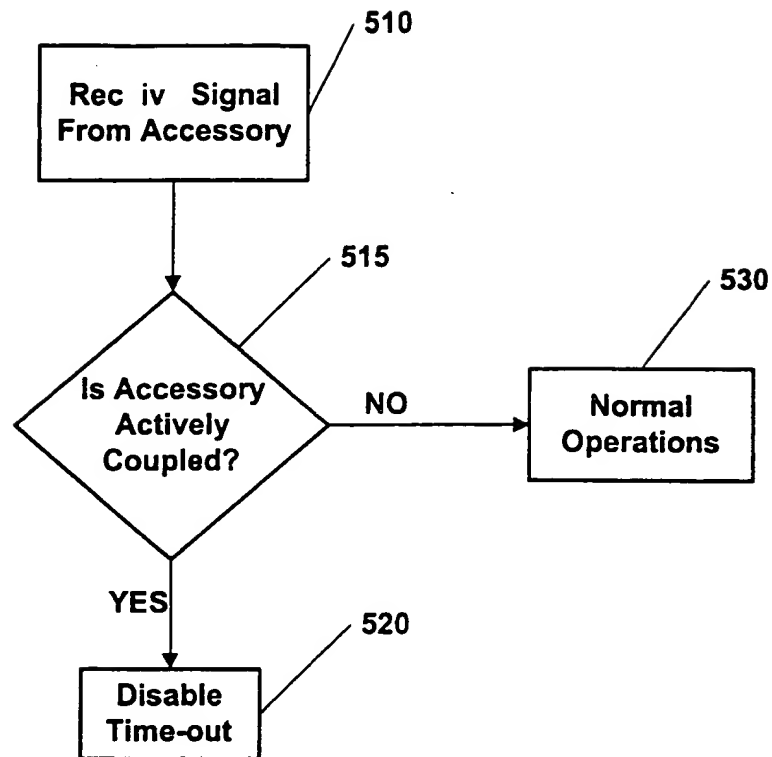 510
Rec iv Signal
From Accessory
515
530
Is Accessory
Actively
Coupled?
NO
Normal
Operations
YES
520
Disable
Time-out